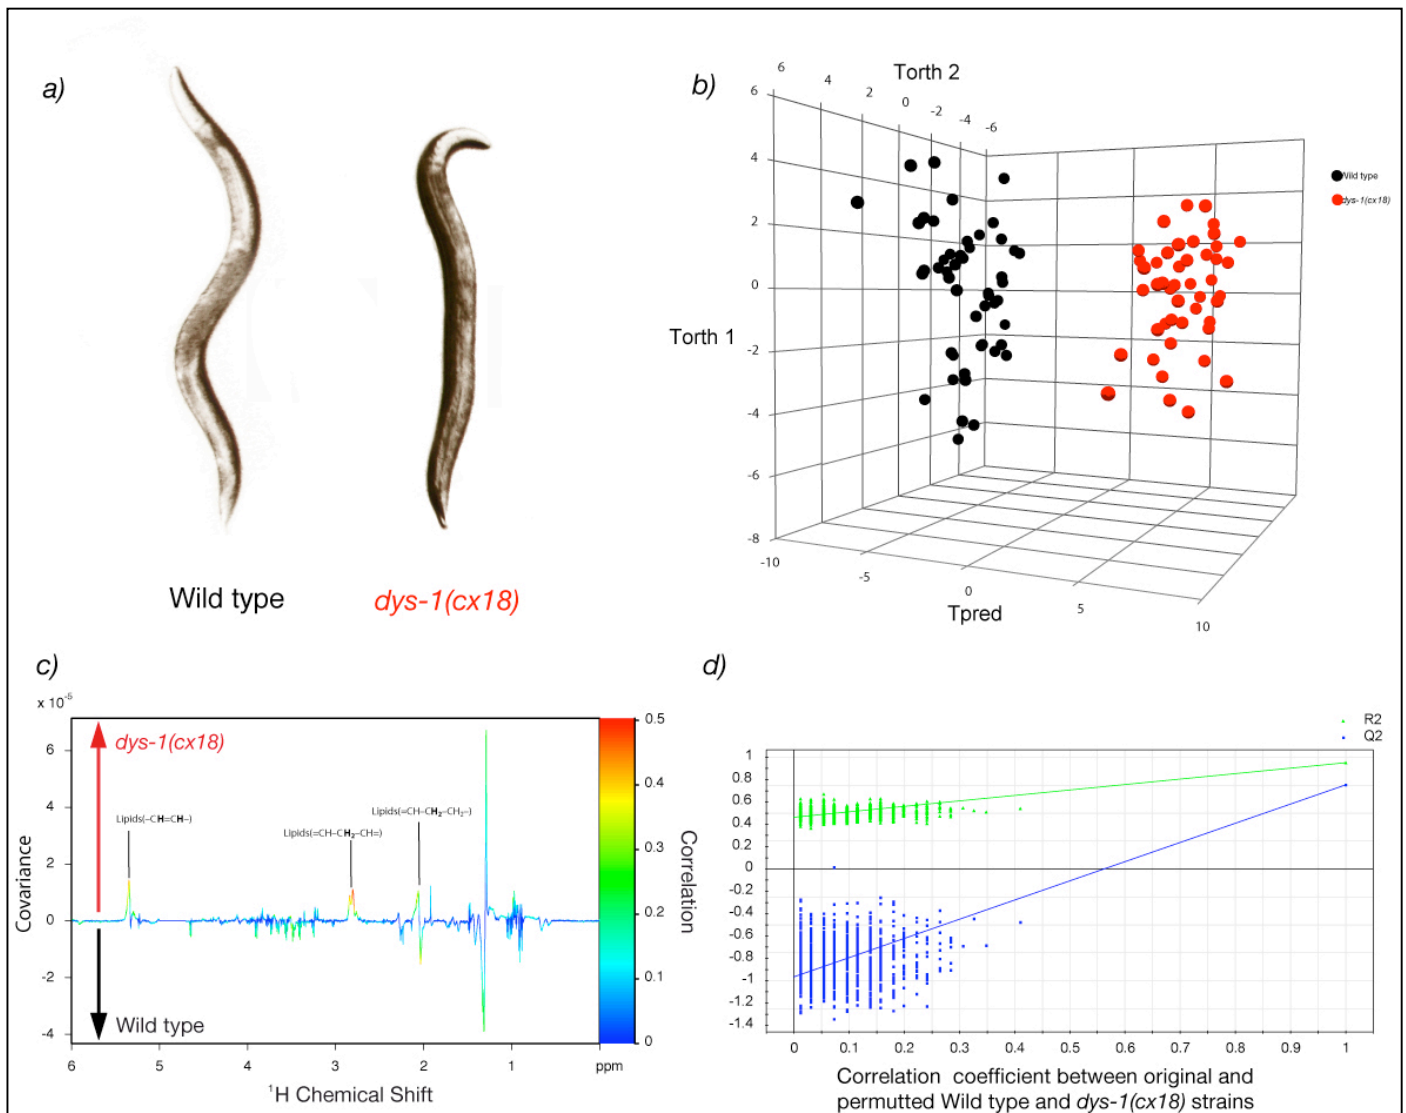 a)
Wild type
dys-1(cx18)
b)
Torth 2
6
4
2
0
-2
-4
-6
6
4
2
0
-2
-4
-6
-8
Torth 1
-10
-5
0
5
10
Tpred
Wild type
dys-1(cx18)
c)
x 10-5
6
4
2
0
-2
-4
Covariance
dys-1(cx18)
Wild type
Lipids(–CH=CH–)
Lipids(=CH–CH2–CH=)
Lipids(=CH–CH2–CH2–)
6
5
4
3
2
1
ppm
1H Chemical Shift
0.5
0.4
0.3
0.2
0.1
0
Correlation
d)
R2
Q2
1
0.8
0.6
0.4
0.2
0
-0.2
-0.4
-0.6
-0.8
-1
-1.2
-1.4
0
0.1
0.2
0.3
0.4
0.5
0.6
0.7
0.8
0.9
1
Correlation coefficient between original and
permutted Wild type and dys-1(cx18) strains